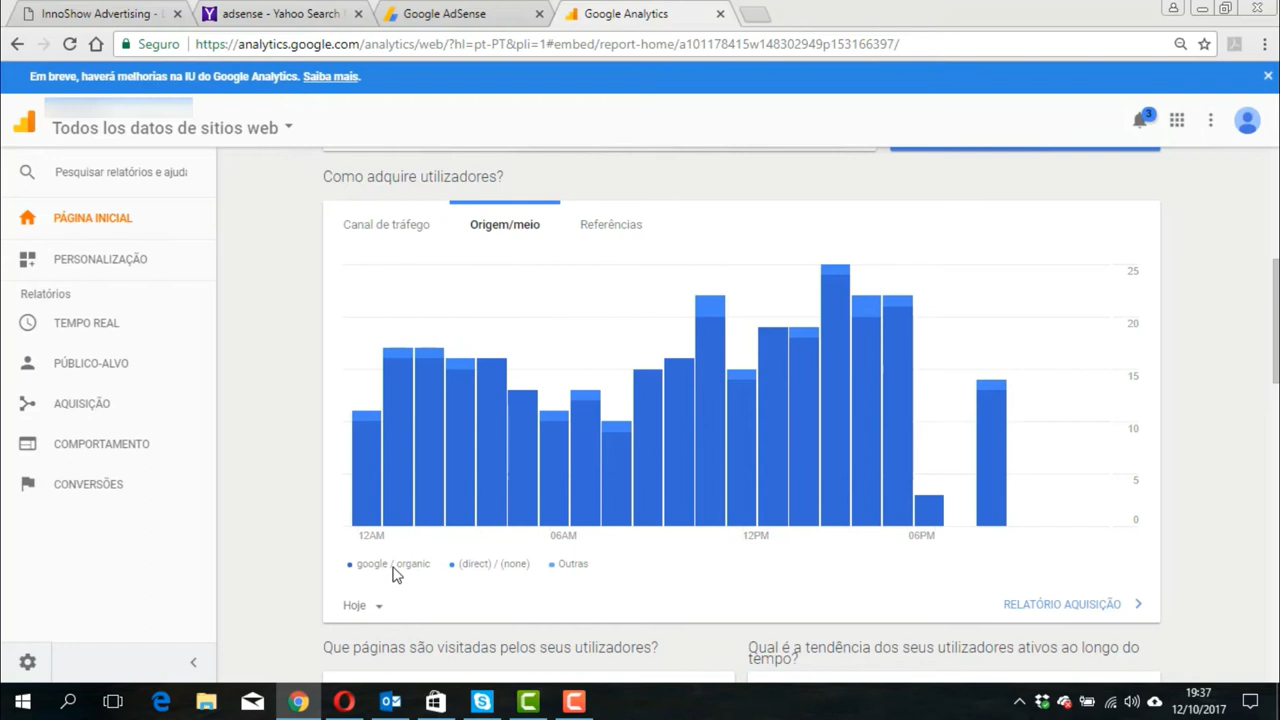 InnoShow Advertising - L
adsense - Yahoo Search
Google AdSense
Google Analytics
Seguro
https://analytics.google.com/analytics/web/?hl=pt-PT&pli=1#embed/report-home/a101178415w148302949p153166397/
Em breve, haverá melhorias na IU do Google Analytics. Saiba mais.
Todos los datos de sitios web
3
Pesquisar relatórios e ajuda
PÁGINA INICIAL
PERSONALIZAÇÃO
Relatórios
TEMPO REAL
PÚBLICO-ALVO
AQUISIÇÃO
COMPORTAMENTO
CONVERSÕES
Como adquire utilizadores?
Canal de tráfego
Origem/meio
Referências
25
20
15
10
5
0
12AM
06AM
12PM
06PM
google / organic
(direct) / (none)
Outras
Hoje
RELATÓRIO AQUISIÇÃO
Que páginas são visitadas pelos seus utilizadores?
Qual é a tendência dos seus utilizadores ativos ao longo do
tempo?
19:37
12/10/2017